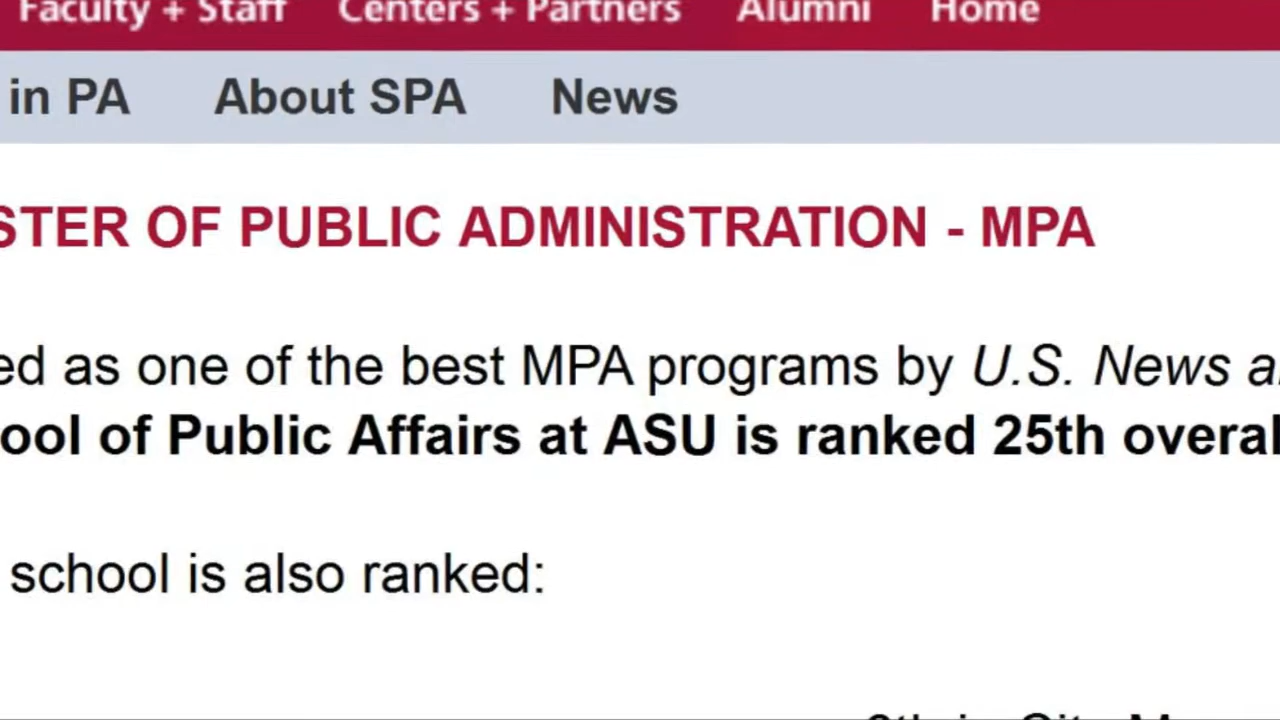 Faculty + Staff Centers + Partners Alumni Home
in PA About SPA News
STER OF PUBLIC ADMINISTRATION - MPA
ed as one of the best MPA programs by U.S. News a
ool of Public Affairs at ASU is ranked 25th overal
school is also ranked: